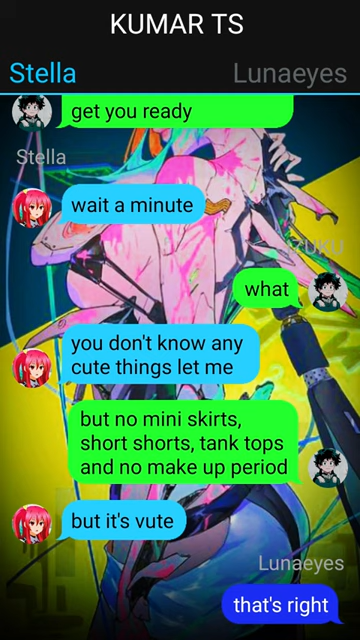 KUMAR TS
Stella
Lunaeyes
get you ready
Stella
wait a minute
IZUKU
what
you don't know any
cute things let me
but no mini skirts,
short shorts, tank tops
and no make up period
but it's vute
Lunaeyes
that's right